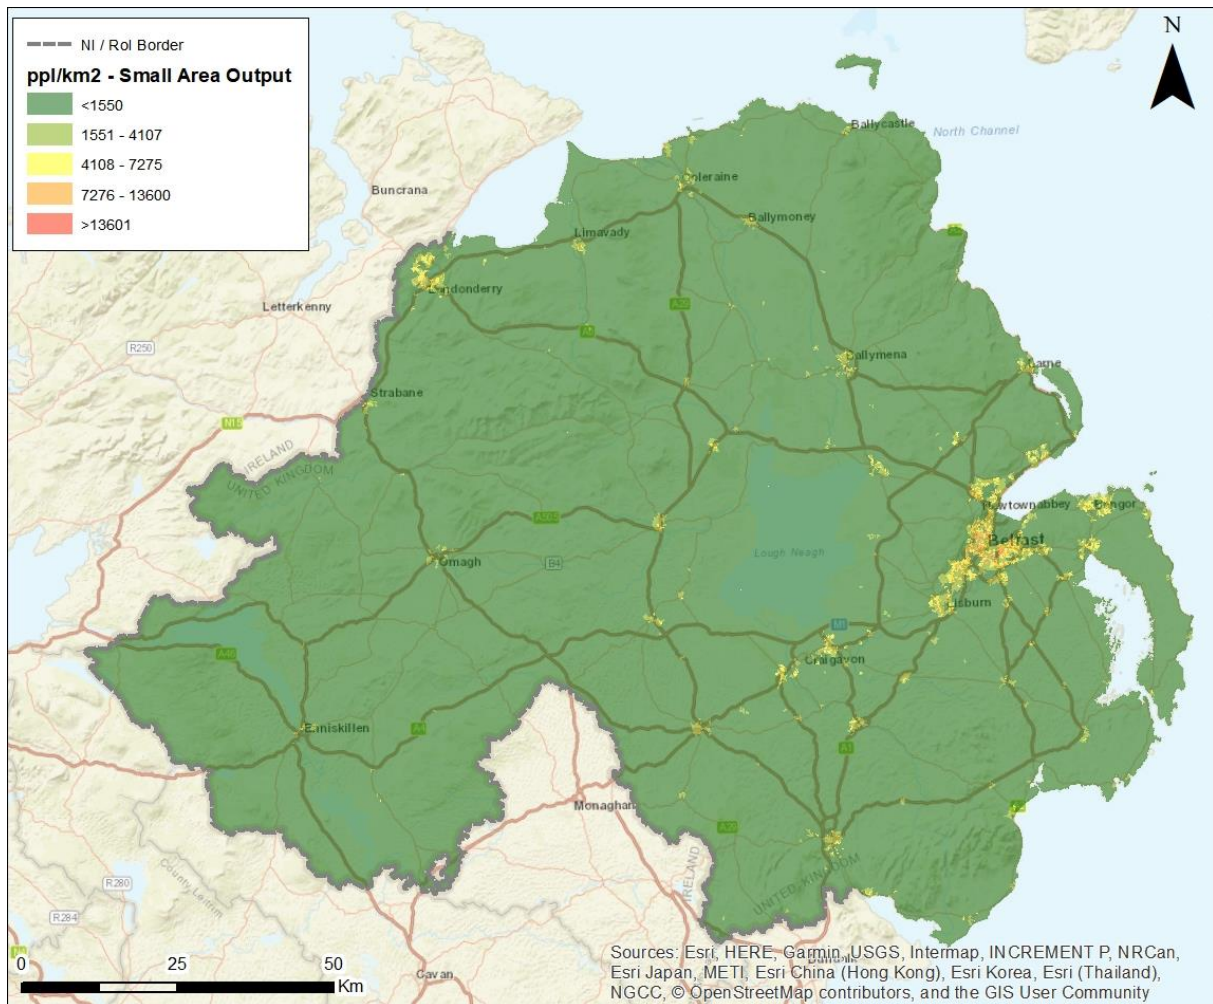 NI / RoI Border
ppl/km2 - Small Area Output
<1550
1551 - 4107
4108 - 7275
7276 - 13600
>13601
N
Ballycastle
North Channel
Coleraine
Buncrana
Ballymoney
Limavady
Londonderry
Letterkenny
A29
R250
Ballymena
Larne
Strabane
N15
IRELAND
UNITED KINGDOM
Newtownabbey
Bangor
A505
Belfast
Lough Neagh
Omagh
B4
Lisburn
M1
A46
Craigavon
Enniskillen
A4
A1
Monaghan
IRELAND
UNITED KINGDOM
County Leitrim
R280
R284
Cavan
0 25 50
Km
Sources: Esri, HERE, Garmin, USGS, Intermap, INCREMENT P, NRCan,
Esri Japan, METI, Esri China (Hong Kong), Esri Korea, Esri (Thailand),
NGCC, © OpenStreetMap contributors, and the GIS User Community